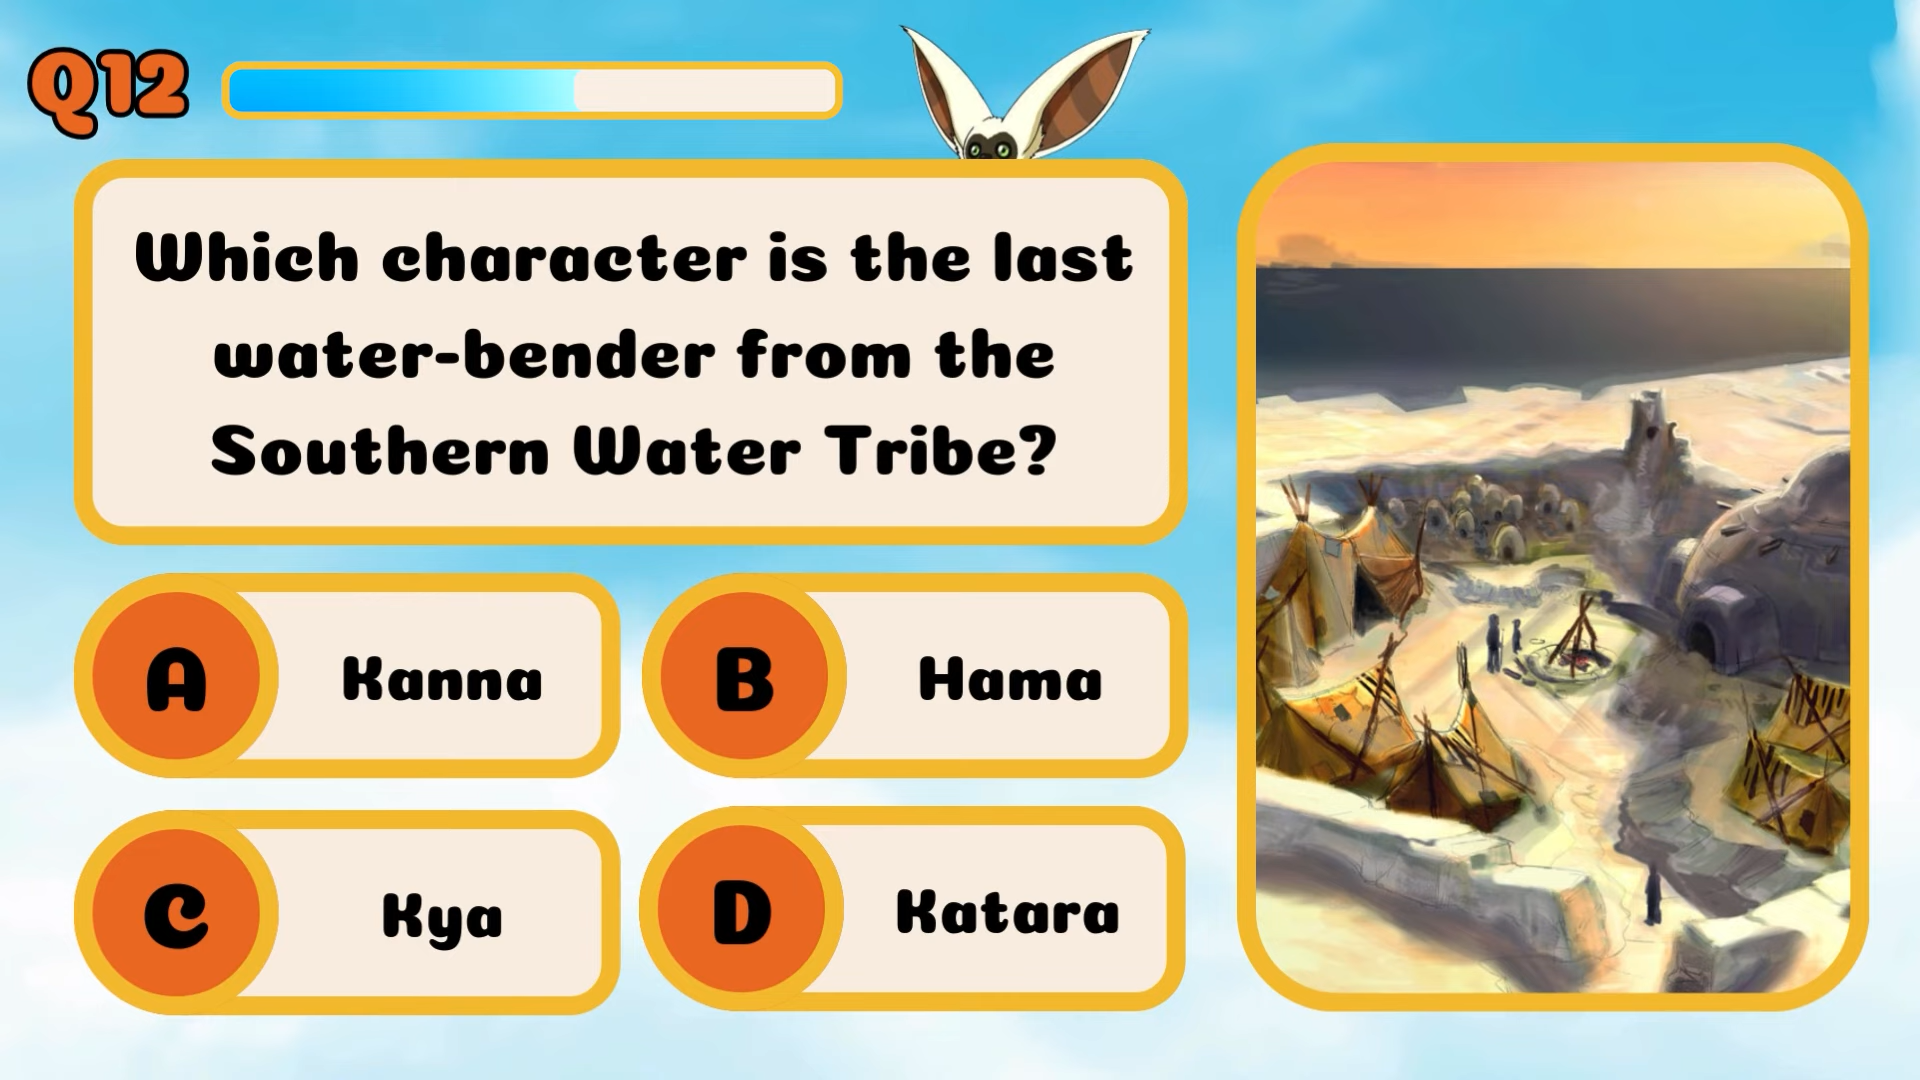 Q12
Which character is the last
water-bender from the
Southern Water Tribe?
A Kanna
B Hama
C Kya
D Katara